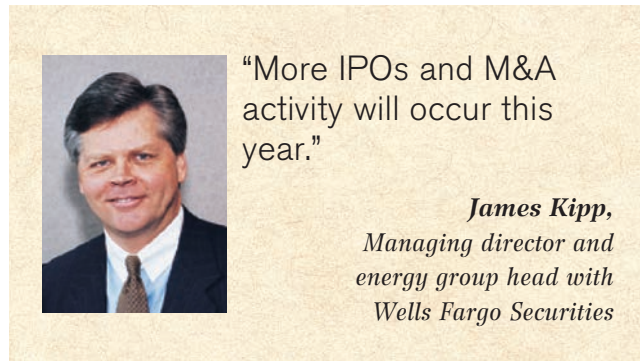 “More IPOs and M&A
activity will occur this
year.”
James Kipp,
Managing director and
energy group head with
Wells Fargo Securities